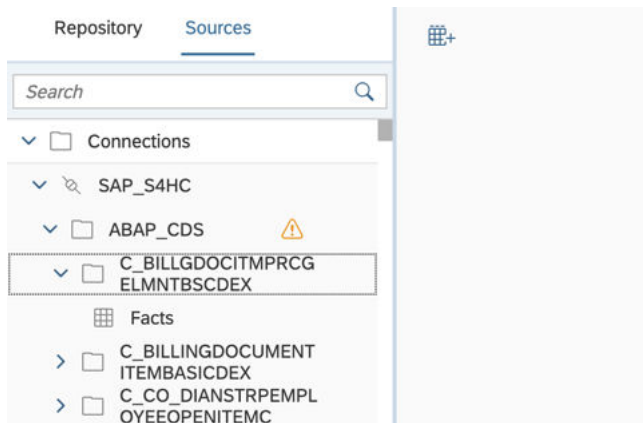 Repository Sources
Search
Connections
SAP_S4HC
ABAP_CDS
C_BILLGDOCITMPRCG
ELMNTBSCDEX
Facts
C_BILLINGDOCUMENT
ITEMBASICDEX
C_CO_DIANSTRPEMPL
OYEEOPENITEMC